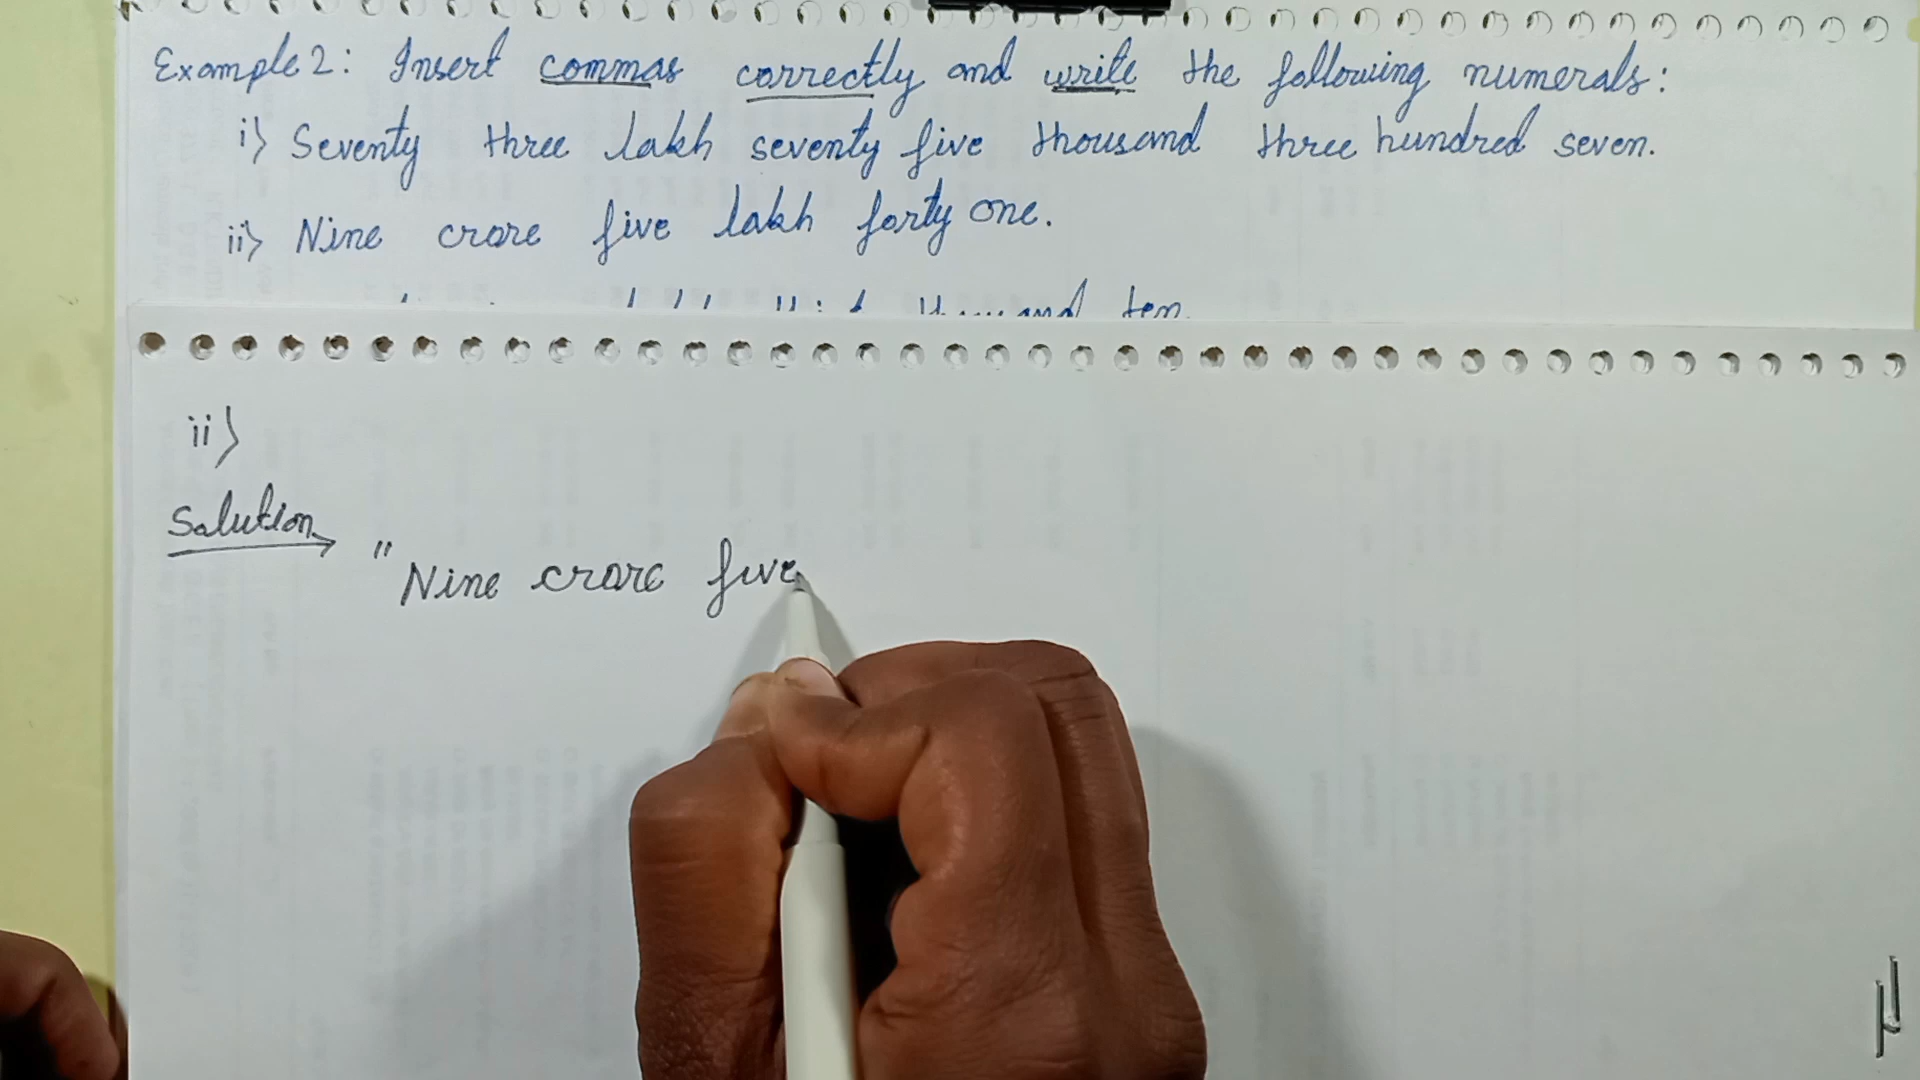 Example 2: Insert commas correctly and write the following numerals:
i) Seventy three lakh seventy five thousand three hundred seven.
ii) Nine crore five lakh forty one.
ii)
Solution
"Nine crore five